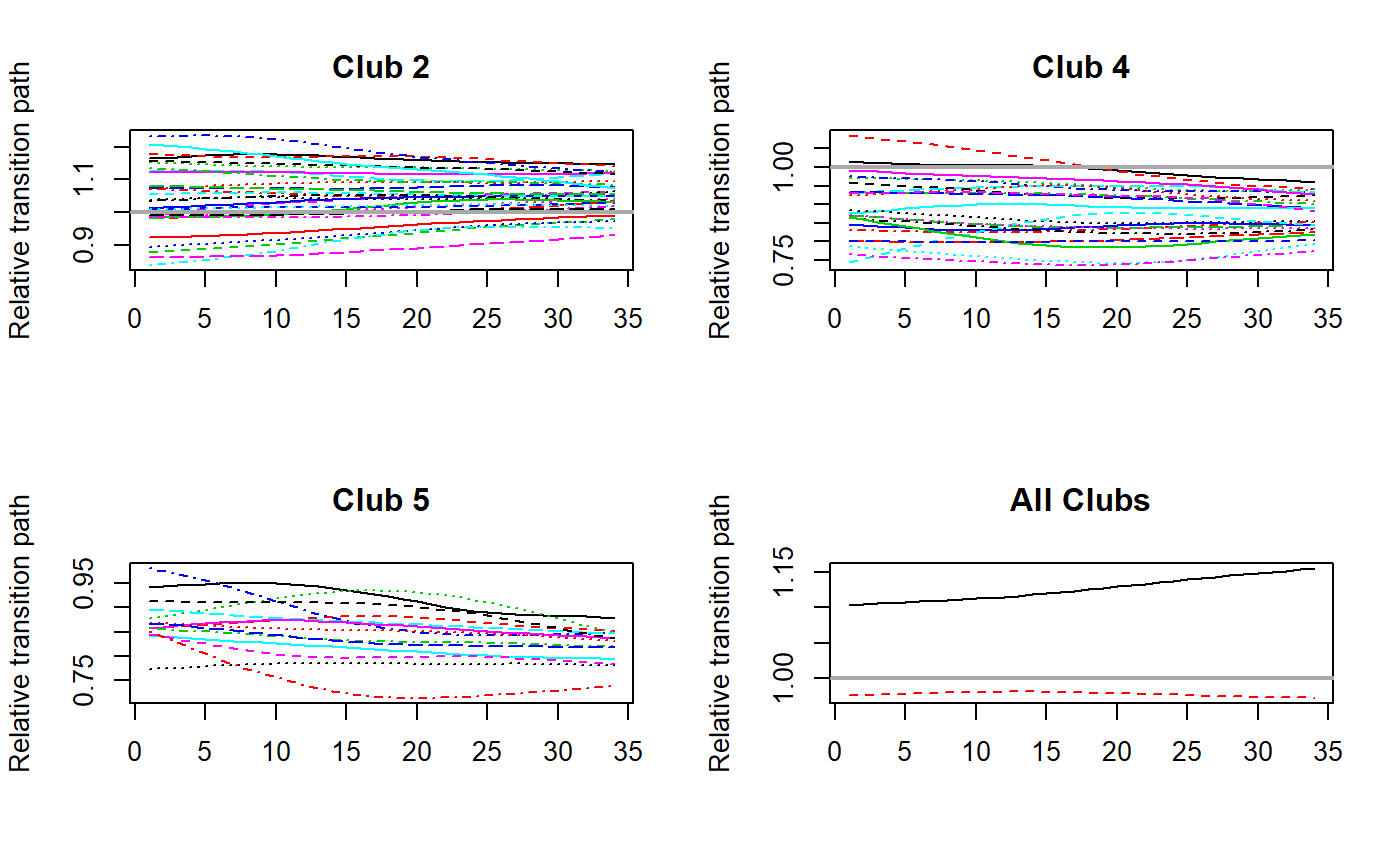 Club 2
Relative transition path
1.1
0.9
0 5 10 15 20 25 30 35
Club 4
Relative transition path
1.00
0.75
0 5 10 15 20 25 30 35
Club 5
Relative transition path
0.95
0.75
0 5 10 15 20 25 30 35
All Clubs
Relative transition path
1.15
1.00
0 5 10 15 20 25 30 35